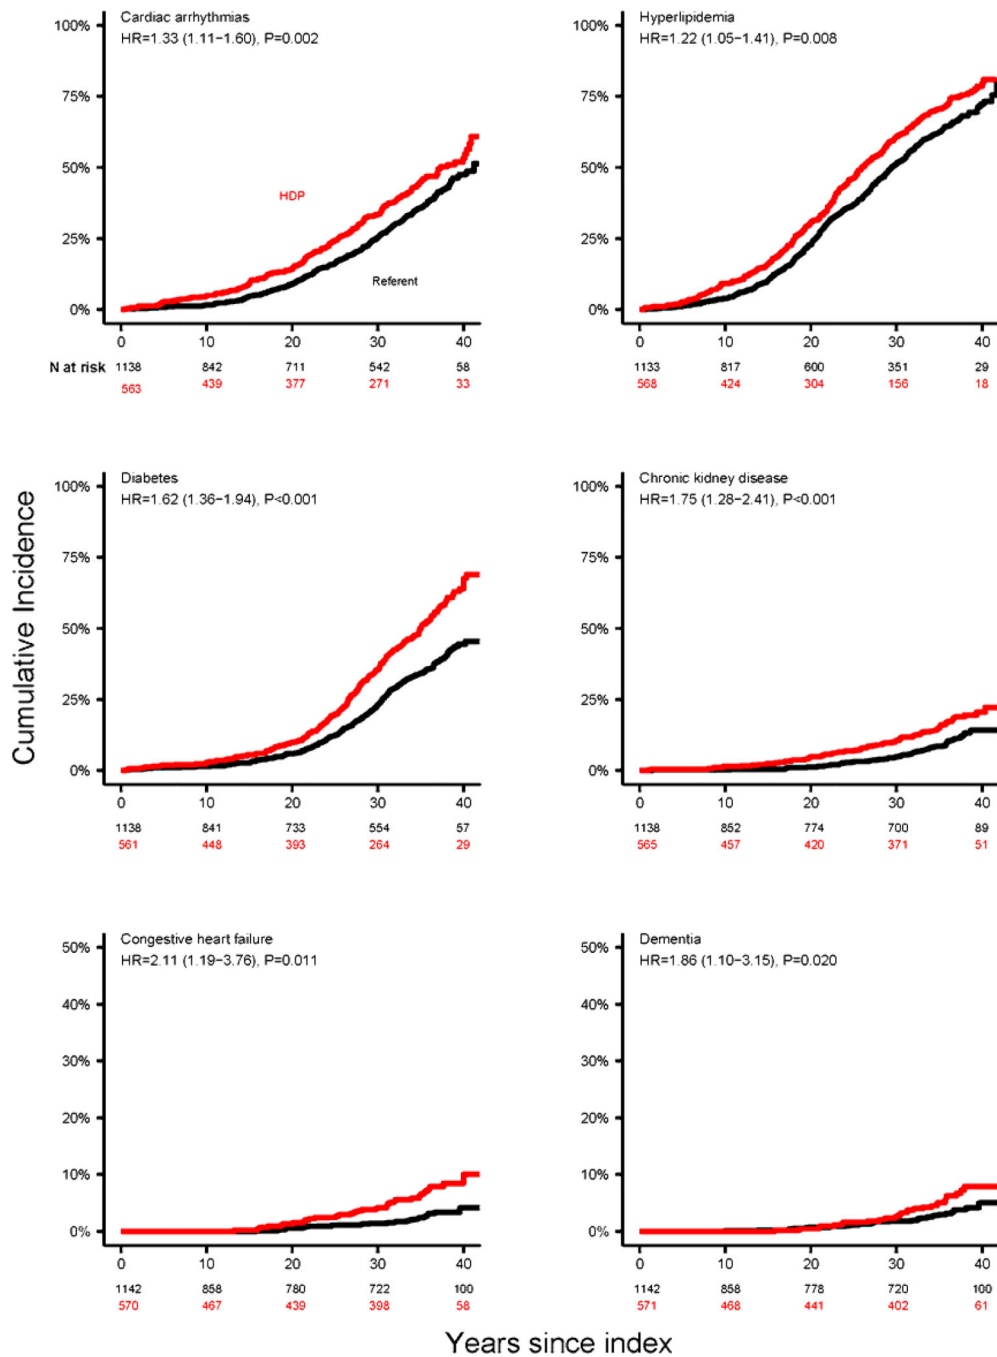 Cardiac arrhythmias
HR=1.33 (1.11−1.60), P=0.002
100%
75%
50%
25%
0%
HDP
Referent
0 10 20 30 40
N at risk 1138 842 711 542 58
563 439 377 271 33
Hyperlipidemia
HR=1.22 (1.05−1.41), P=0.008
100%
75%
50%
25%
0%
0 10 20 30 40
1133 817 600 351 29
568 424 304 156 18
Cumulative Incidence
Diabetes
HR=1.62 (1.36−1.94), P<0.001
100%
75%
50%
25%
0%
0 10 20 30 40
1138 841 733 554 57
561 448 393 264 29
Chronic kidney disease
HR=1.75 (1.28−2.41), P<0.001
100%
75%
50%
25%
0%
0 10 20 30 40
1138 852 774 700 89
565 457 420 371 51
Congestive heart failure
HR=2.11 (1.19−3.76), P=0.011
50%
40%
30%
20%
10%
0%
0 10 20 30 40
1142 858 780 722 100
570 467 439 398 58
Dementia
HR=1.86 (1.10−3.15), P=0.020
50%
40%
30%
20%
10%
0%
0 10 20 30 40
1142 858 778 720 100
571 468 441 402 61
Years since index